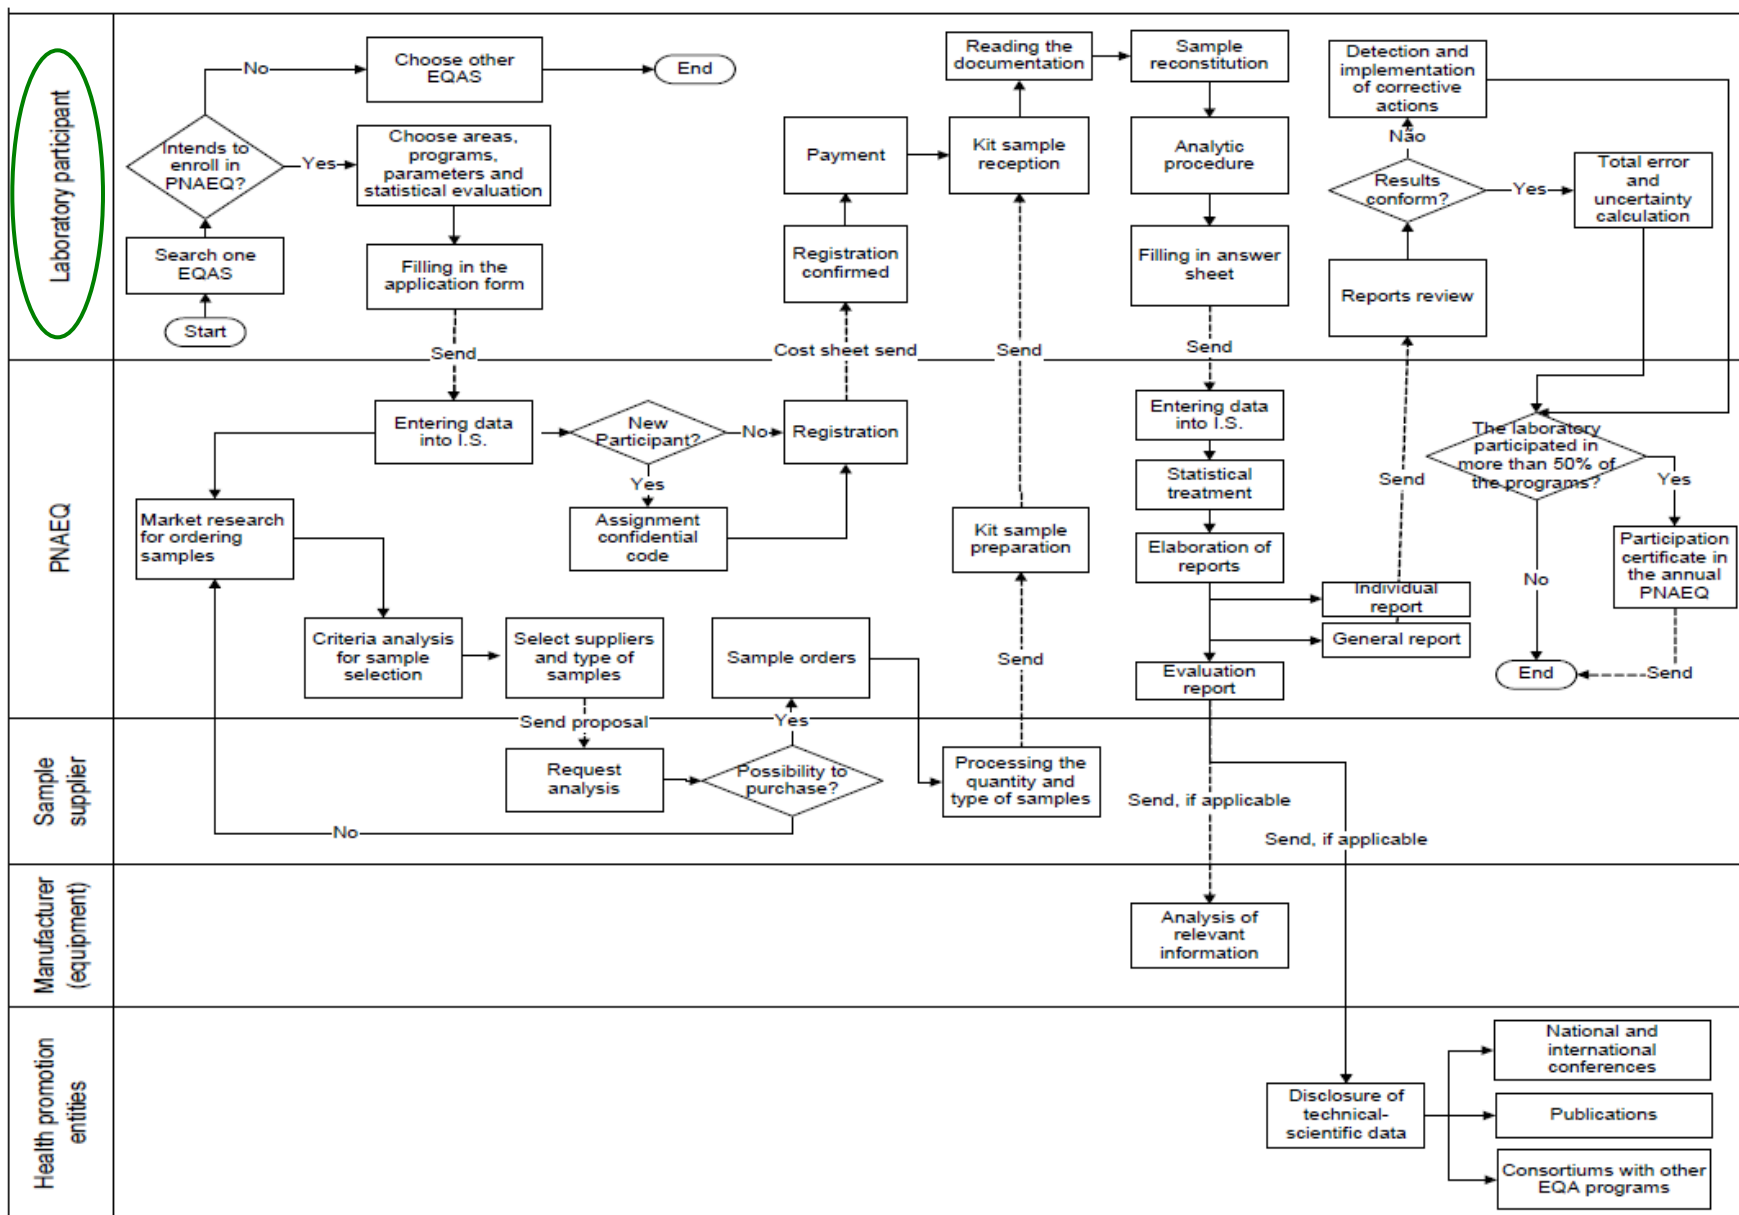 Laboratory participant
No
Choose other
EQAS
End
Intends to
enroll in
PNAEQ?
Yes
Choose areas,
programs,
parameters and
statistical evaluation
Search one
EQAS
Filling in the
application form
Start
Send
Reading the
documentation
Sample
reconstitution
Payment
Kit sample
reception
Analytic
procedure
Registration
confirmed
Filling in answer
sheet
Cost sheet send
Send
Send
Detection and
implementation
of corrective
actions
Não
Results
conform?
Yes
Total error
and
uncertainty
calculation
Reports review
PNAEQ
Entering data
into I.S.
New
Participant?
No
Registration
Yes
Assignment
confidential
code
Market research
for ordering
samples
Criteria analysis
for sample
selection
Select suppliers
and type of
samples
Sample orders
Send proposal
Yes
Kit sample
preparation
Send
Entering data
into I.S.
Statistical
treatment
Elaboration of
reports
Individual
report
General report
Evaluation
report
Send
The laboratory
participated in
more than 50% of
the programs?
Yes
No
Participation
certificate in
the annual
PNAEQ
Send
End
Sample
supplier
Request
analysis
Possibility to
purchase?
No
Processing the
quantity and
type of samples
Send, if applicable
Send, if applicable
Manufacturer
(equipment)
Analysis of
relevant
information
Health promotion
entities
Disclosure of
technical-
scientific data
National and
international
conferences
Publications
Consortiums with other
EQA programs